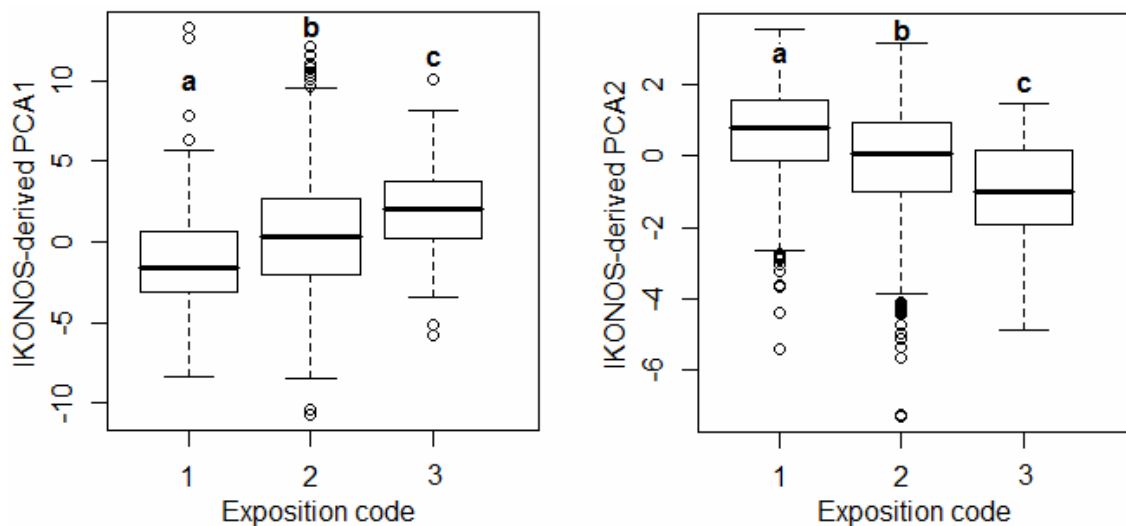 IKONOS-derived PCA1
10
5
0
-5
-10
a
b
c
1 2 3
Exposition code
IKONOS-derived PCA2
2
0
-2
-4
-6
a
b
c
1 2 3
Exposition code